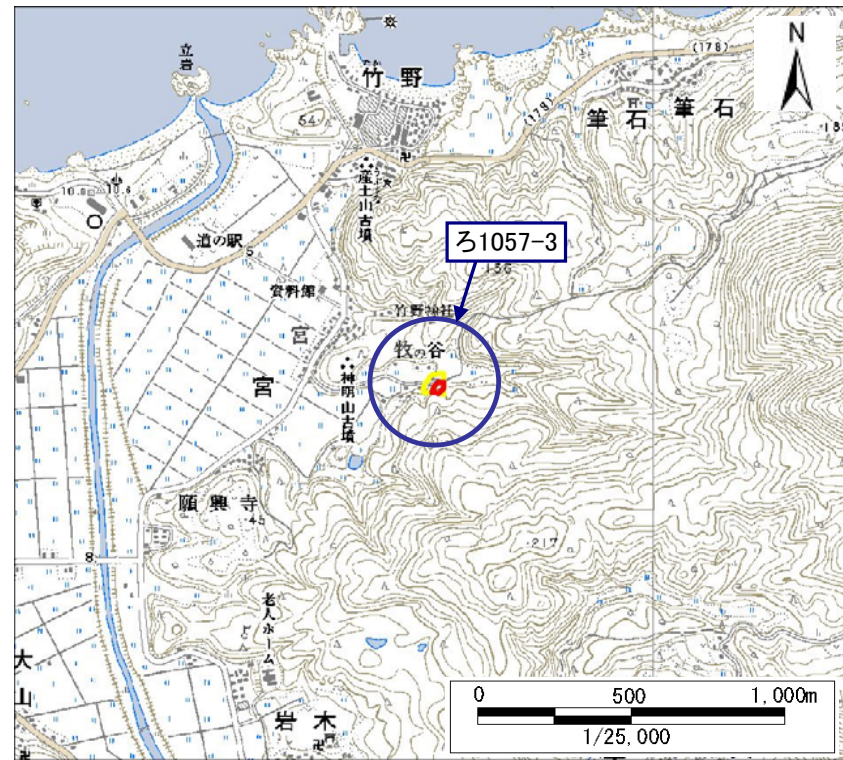 N
立岩
竹野
(178)
(178)
筆石 筆石
54
産土山古墳
10.8
10.6
道の駅
5
ろ1057-3
156
資料館
竹野神社
宮
牧の谷
宮
神明山古墳
願興寺
45
217
8
老人ホーム
大山
岩木
0 500 1,000m
1/25,000